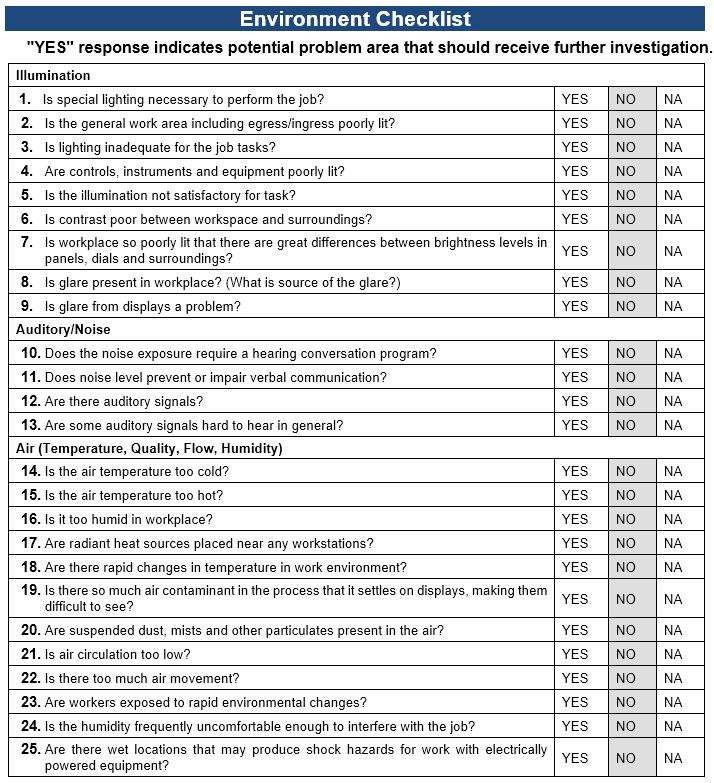 Environment Checklist
"YES" response indicates potential problem area that should receive further investigation.
Illumination
1. Is special lighting necessary to perform the job? YES NO NA
2. Is the general work area including egress/ingress poorly lit? YES NO NA
3. Is lighting inadequate for the job tasks? YES NO NA
4. Are controls, instruments and equipment poorly lit? YES NO NA
5. Is the illumination not satisfactory for task? YES NO NA
6. Is contrast poor between workspace and surroundings? YES NO NA
7. Is workplace so poorly lit that there are great differences between brightness levels in
panels, dials and surroundings? YES NO NA
8. Is glare present in workplace? (What is source of the glare?) YES NO NA
9. Is glare from displays a problem? YES NO NA
Auditory/Noise
10. Does the noise exposure require a hearing conversation program? YES NO NA
11. Does noise level prevent or impair verbal communication? YES NO NA
12. Are there auditory signals? YES NO NA
13. Are some auditory signals hard to hear in general? YES NO NA
Air (Temperature, Quality, Flow, Humidity)
14. Is the air temperature too cold? YES NO NA
15. Is the air temperature too hot? YES NO NA
16. Is it too humid in workplace? YES NO NA
17. Are radiant heat sources placed near any workstations? YES NO NA
18. Are there rapid changes in temperature in work environment? YES NO NA
19. Is there so much air contaminant in the process that it settles on displays, making them
difficult to see? YES NO NA
20. Are suspended dust, mists and other particulates present in the air? YES NO NA
21. Is air circulation too low? YES NO NA
22. Is there too much air movement? YES NO NA
23. Are workers exposed to rapid environmental changes? YES NO NA
24. Is the humidity frequently uncomfortable enough to interfere with the job? YES NO NA
25. Are there wet locations that may produce shock hazards for work with electrically
powered equipment? YES NO NA